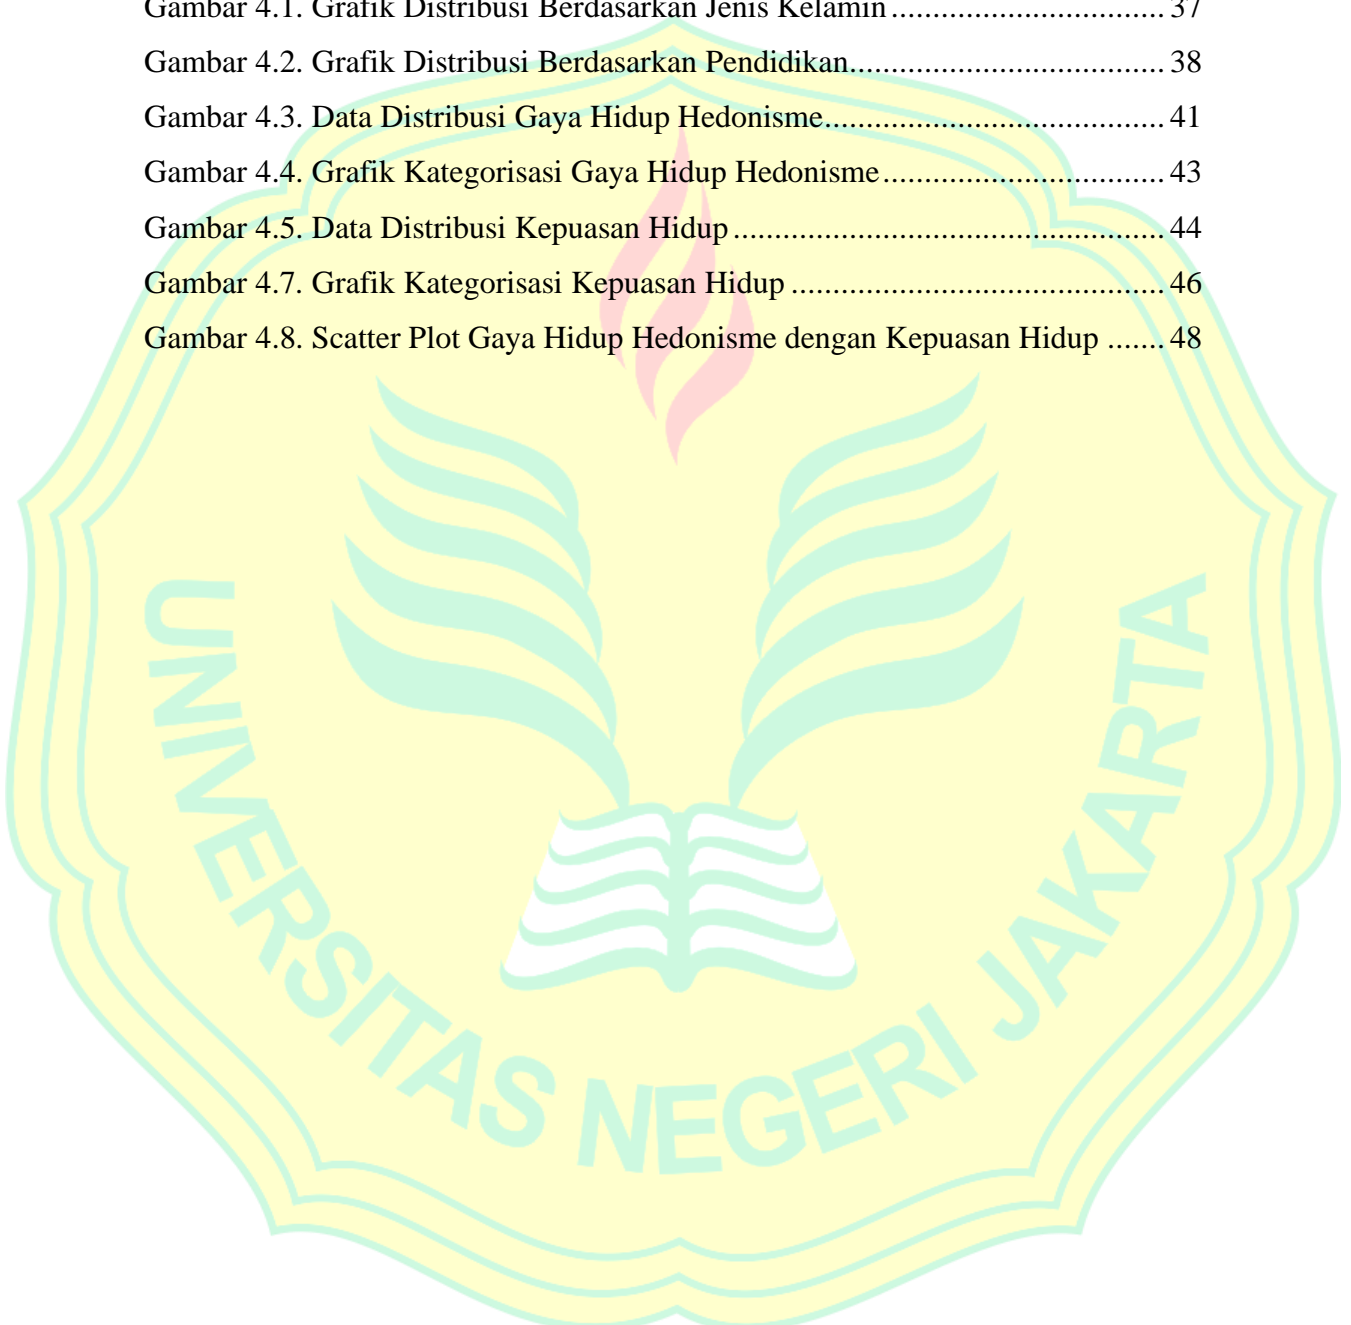 Gambar 4.1. Grafik Distribusi Berdasarkan Jenis Kelamin .................................. 37
Gambar 4.2. Grafik Distribusi Berdasarkan Pendidikan....................................... 38
Gambar 4.3. Data Distribusi Gaya Hidup Hedonisme.......................................... 41
Gambar 4.4. Grafik Kategorisasi Gaya Hidup Hedonisme................................... 43
Gambar 4.5. Data Distribusi Kepuasan Hidup ..................................................... 44
Gambar 4.7. Grafik Kategorisasi Kepuasan Hidup .............................................. 46
Gambar 4.8. Scatter Plot Gaya Hidup Hedonisme dengan Kepuasan Hidup ....... 48
UNIVERSITAS NEGERI JAKARTA